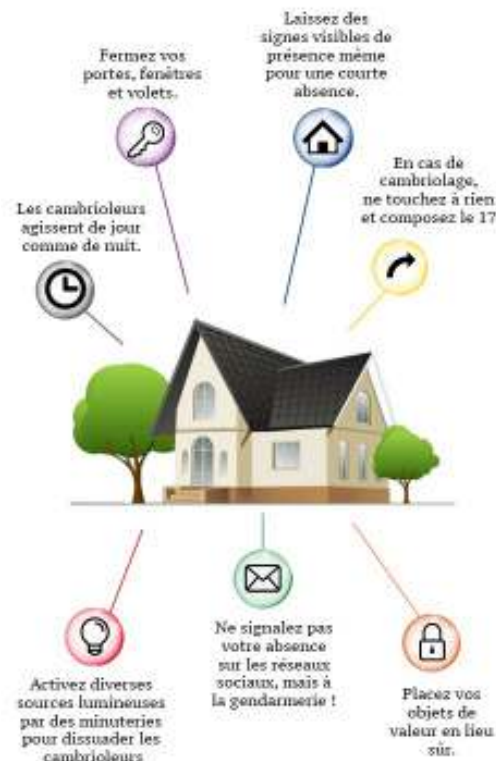 Laissez des
signes visibles de
présence même
pour une courte
absence.
Fermez vos
portes, fenêtres
et volets.
En cas de
cambriolage,
ne touchez à rien
et composez le 17
Les cambrioleurs
agissent de jour
comme de nuit.
Activez diverses
sources lumineuses
par des minuteries
pour dissuader les
cambrioleurs
Ne signalez pas
votre absence
sur les réseaux
sociaux, mais à
la gendarmerie !
Placez vos
objets de
valeur en lieu
sûr.